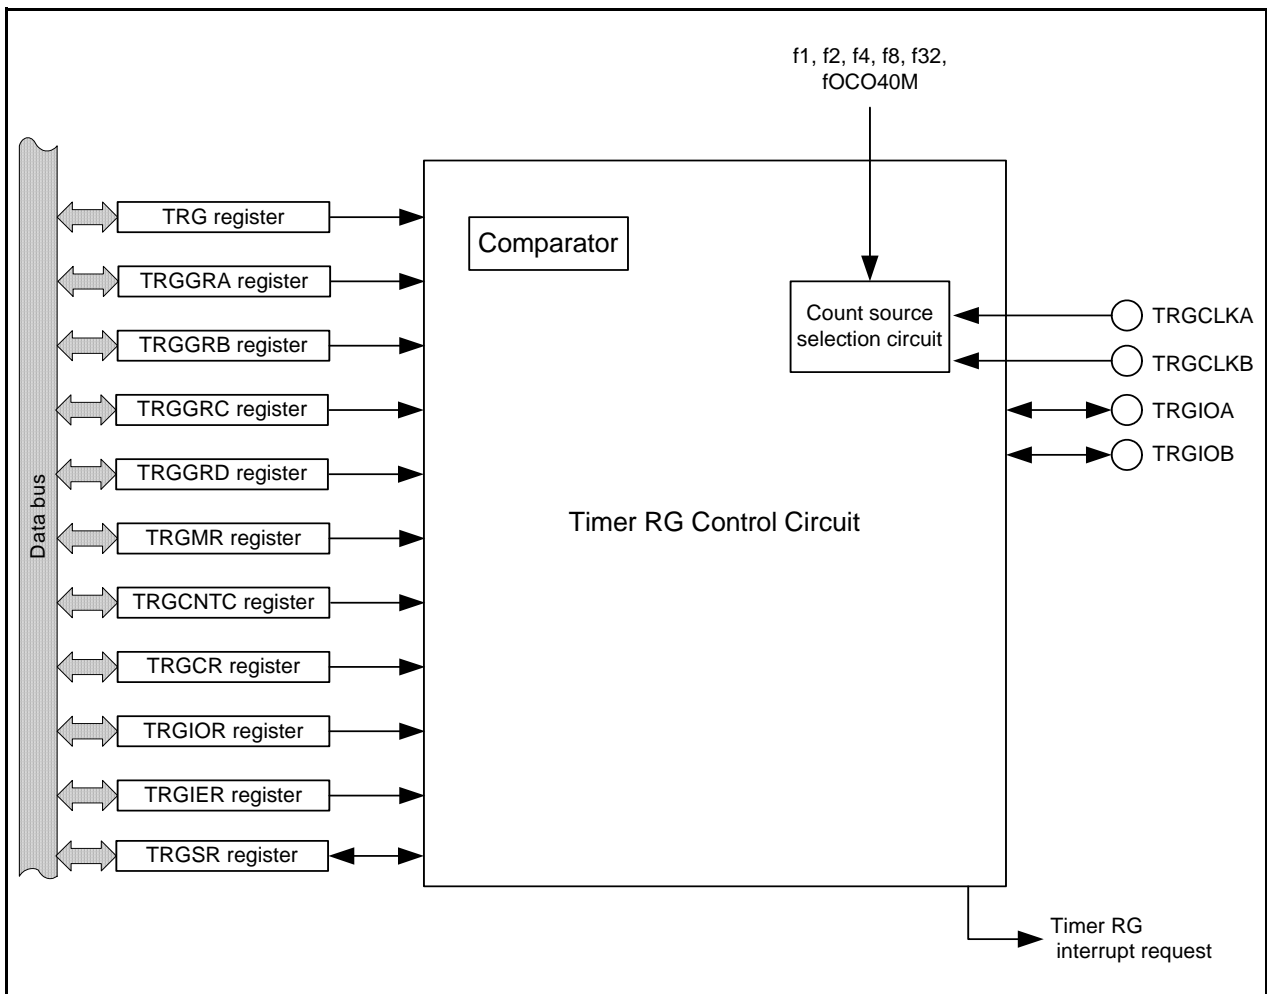 f1, f2, f4, f8, f32,
fOCO40M
Data bus
TRG register
TRGGRA register
TRGGRB register
TRGGRC register
TRGGRD register
TRGMR register
TRGCNTC register
TRGCR register
TRGIOR register
TRGIER register
TRGSR register
Comparator
Count source
selection circuit
Timer RG Control Circuit
TRGCLKA
TRGCLKB
TRGIOA
TRGIOB
Timer RG
interrupt request